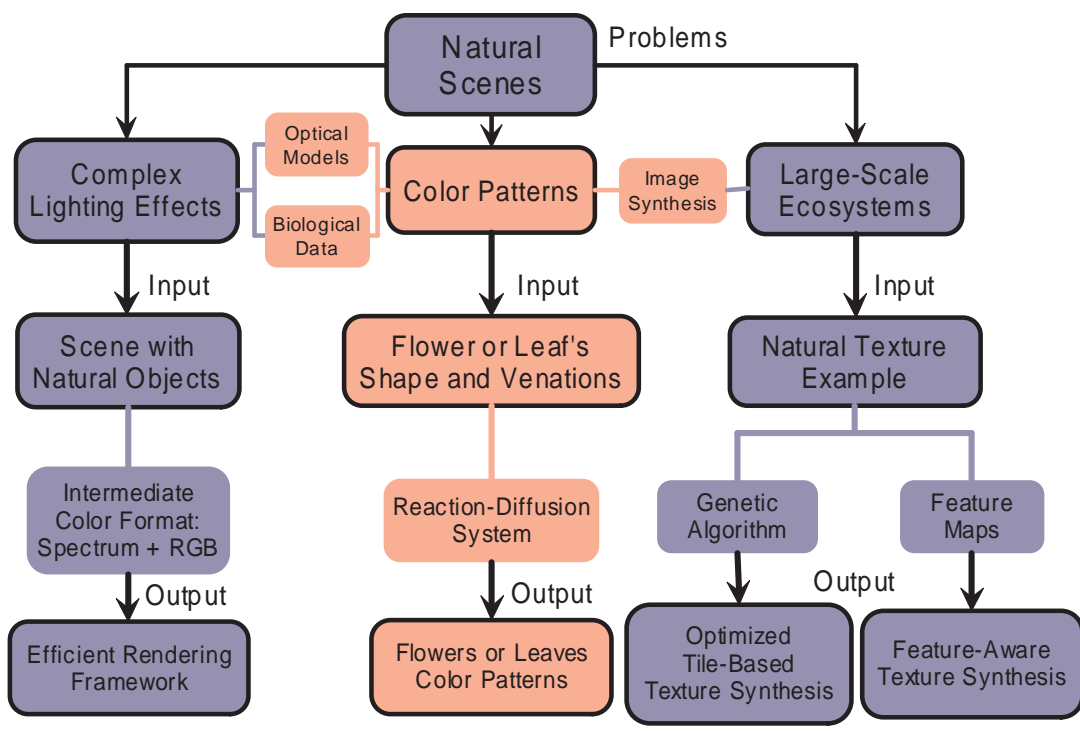 Natural
Scenes
Problems
Complex
Lighting Effects
Optical
Models
Biological
Data
Color Patterns
Image
Synthesis
Large-Scale
Ecosystems
Input
Input
Input
Scene with
Natural Objects
Flower or Leaf's
Shape and Venations
Natural Texture
Example
Intermediate
Color Format:
Spectrum + RGB
Reaction-Diffusion
System
Genetic
Algorithm
Feature
Maps
Output
Output
Output
Efficient Rendering
Framework
Flowers or Leaves
Color Patterns
Optimized
Tile-Based
Texture Synthesis
Feature-Aware
Texture Synthesis